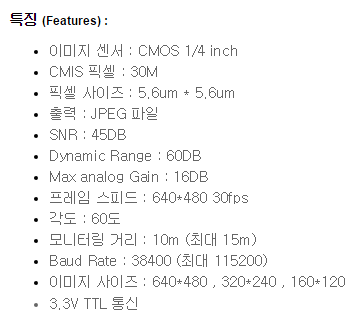 특징 (Features) :
이미지 센서 : CMOS 1/4 inch
CMIS 픽셀 : 30M
픽셀 사이즈 : 5.6um * 5.6um
출력 : JPEG 파일
SNR : 45DB
Dynamic Range : 60DB
Max analog Gain : 16DB
프레임 스피드 : 640*480 30fps
각도 : 60도
모니터링 거리 : 10m (최대 15m)
Baud Rate : 38400 (최대 115200)
이미지 사이즈 : 640*480 , 320*240 , 160*120
3.3V TTL 통신